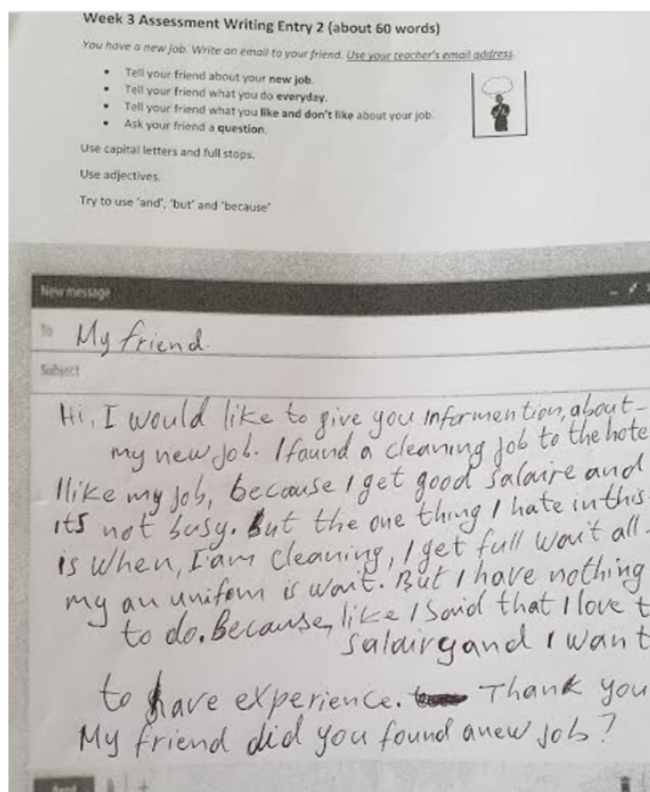 Week 3 Assessment Writing Entry 2 (about 60 words)
You have a new job. Write an email to your friend. Use your teacher's email address.
• Tell your friend about your new job.
• Tell your friend what you do everyday.
• Tell your friend what you like and don't like about your job.
• Ask your friend a question.
Use capital letters and full stops.
Use adjectives.
Try to use 'and', 'but' and 'because'
New message
To My friend.
Subject
Hi, I would like to give you informention, about
my new job. I found a cleaning job to the hote
I like my job, because I get good salaire and
it's not busy. But the one thing I hate in this
is when, I'am cleaning, I get full wait all
my an unifom is wait. But I have nothing
to do. Because, like I said that I love t
salairy and I want
to have experience. Thank you
My friend did you found a new job?